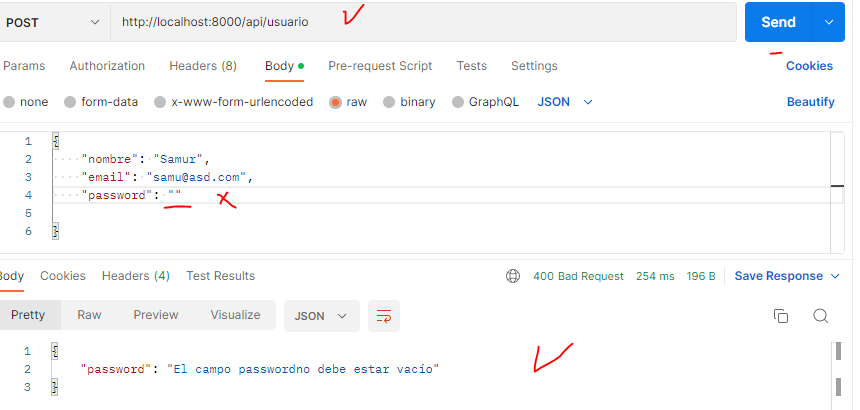 POST http://localhost:8000/api/usuario Send
Params Authorization Headers (8) Body Pre-request Script Tests Settings Cookies
none form-data x-www-form-urlencoded raw binary GraphQL JSON Beautify
1 {
2 "nombre": "Samur",
3 "email": "samu@asd.com",
4 "password": ""
5
6 }
Body Cookies Headers (4) Test Results 400 Bad Request 254 ms 196 B Save Response
Pretty Raw Preview Visualize JSON
1 {
2 "password": "El campo passwordno debe estar vacío"
3 }